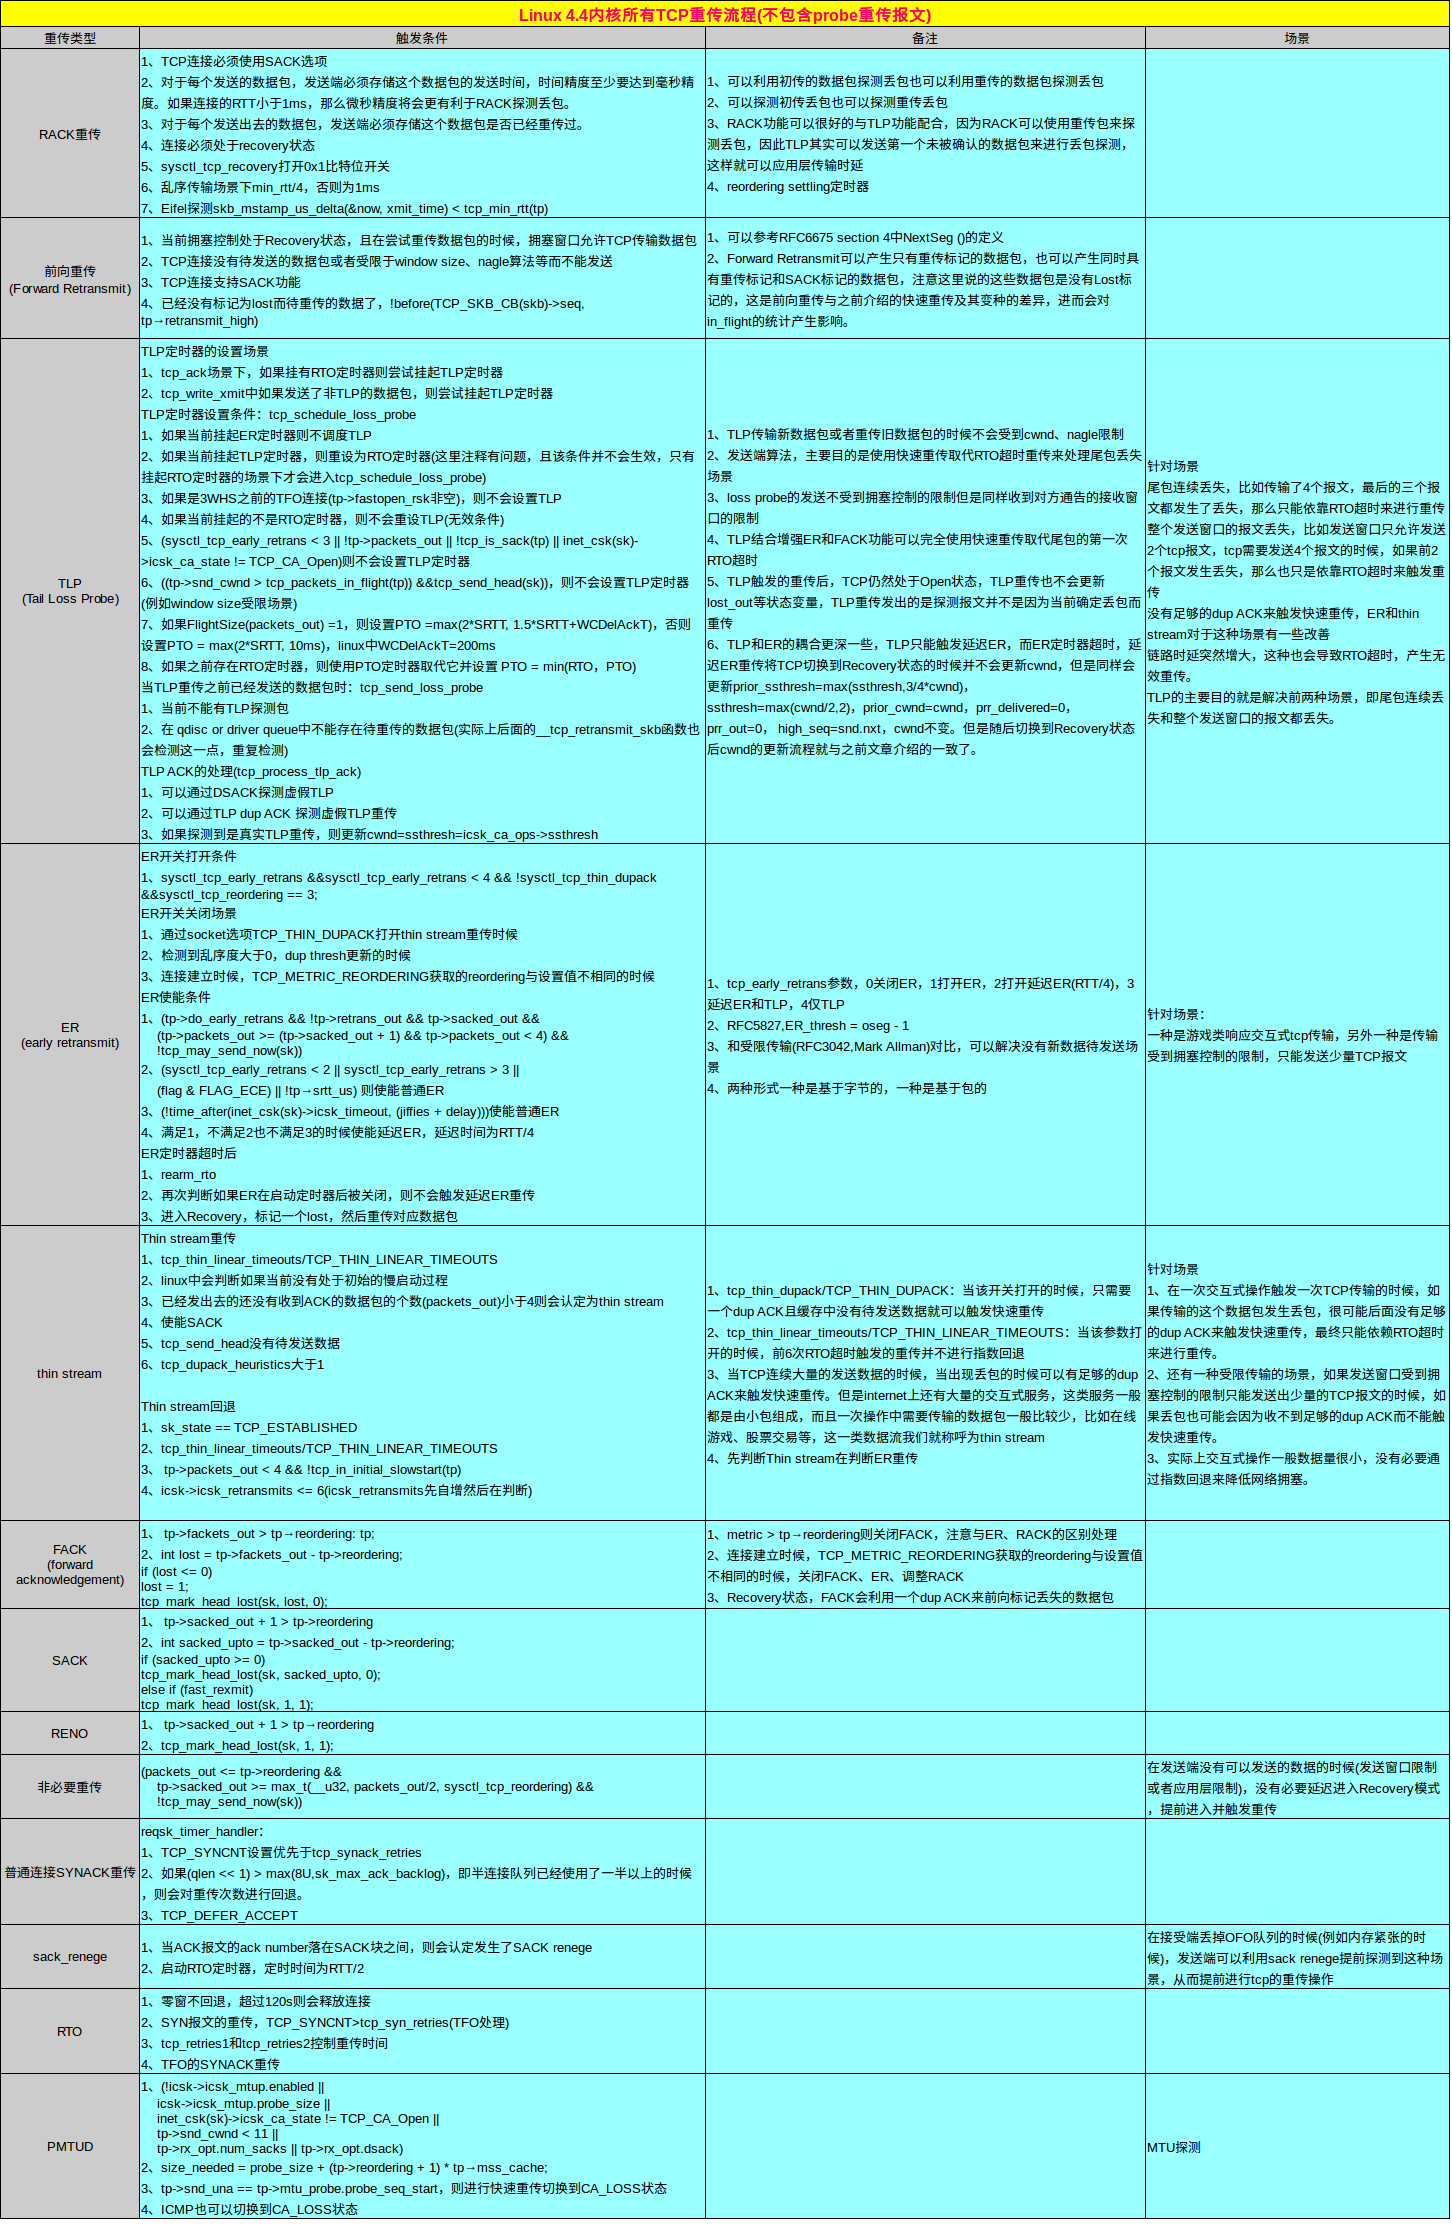 Linux 4.4内核所有TCP重传流程(不包含probe重传报文)
重传类型
触发条件
备注
场景
RACK重传
1、TCP连接必须使用SACK选项
2、对于每个发送的数据包，发送端必须存储这个数据包的发送时间，时间精度至少要达到毫秒精
度。如果连接的RTT小于1ms，那么微秒精度将会更有利于RACK探测丢包。
3、对于每个发送出去的数据包，发送端必须存储这个数据包是否已经重传过。
4、连接必须处于recovery状态
5、sysctl_tcp_recovery打开0x1比特位开关
6、乱序传输场景下min_rtt/4，否则为1ms
7、Eifel探测skb_mstamp_us_delta(&now, xmit_time) < tcp_min_rtt(tp)
1、可以利用初传的数据包探测丢包也可以利用重传的数据包探测丢包
2、可以探测初传丢包也可以探测重传丢包
3、RACK功能可以很好的与TLP功能配合，因为RACK可以使用重传包来探
测丢包，因此TLP其实可以发送第一个未被确认的数据包来进行丢包探测，
这样就可以应用层传输时延
4、reordering settling定时器
前向重传
(Forward Retransmit)
1、当前拥塞控制处于Recovery状态，且在尝试重传数据包的时候，拥塞窗口允许TCP传输数据包
2、TCP连接没有待发送的数据包或者受限于window size、nagle算法等而不能发送
3、TCP连接支持SACK功能
4、已经没有标记为lost而待重传的数据了，!before(TCP_SKB_CB(skb)->seq,
tp→retransmit_high)
1、可以参考RFC6675 section 4中NextSeg ()的定义
2、Forward Retransmit可以产生只有重传标记的数据包，也可以产生同时具
有重传标记和SACK标记的数据包，注意这里说的这些数据包是没有Lost标
记的，这是前向重传与之前介绍的快速重传及其变种的差异，进而会对
in_flight的统计产生影响。
TLP
(Tail Loss Probe)
TLP定时器的设置场景
1、tcp_ack场景下，如果挂有RTO定时器则尝试挂起TLP定时器
2、tcp_write_xmit中如果发送了非TLP的数据包，则尝试挂起TLP定时器
TLP定时器设置条件：tcp_schedule_loss_probe
1、如果当前挂起ER定时器则不调度TLP
2、如果当前挂起TLP定时器，则重设为RTO定时器(这里注释有问题，且该条件并不会生效，只有
挂起RTO定时器的场景下才会进入tcp_schedule_loss_probe)
3、如果是3WHS之前的TFO连接(tp->fastopen_rsk非空)，则不会设置TLP
4、如果当前挂起的不是RTO定时器，则不会重设TLP(无效条件)
5、(sysctl_tcp_early_retrans < 3 || !tp->packets_out || !tcp_is_sack(tp) || inet_csk(sk)-
>icsk_ca_state != TCP_CA_Open)则不会设置TLP定时器
6、((tp->snd_cwnd > tcp_packets_in_flight(tp)) &&tcp_send_head(sk))，则不会设置TLP定时器
(例如window size受限场景)
7、如果FlightSize(packets_out) =1，则设置PTO =max(2*SRTT, 1.5*SRTT+WCDelAckT)，否则
设置PTO = max(2*SRTT, 10ms)，linux中WCDelAckT=200ms
8、如果之前存在RTO定时器，则使用PTO定时器取代它并设置 PTO = min(RTO，PTO)
当TLP重传之前已经发送的数据包时：tcp_send_loss_probe
1、当前不能有TLP探测包
2、在 qdisc or driver queue中不能存在待重传的数据包(实际上后面的__tcp_retransmit_skb函数也
会检测这一点，重复检测)
TLP ACK的处理(tcp_process_tlp_ack)
1、可以通过DSACK探测虚假TLP
2、可以通过TLP dup ACK 探测虚假TLP重传
3、如果探测到是真实TLP重传，则更新cwnd=ssthresh=icsk_ca_ops->ssthresh
1、TLP传输新数据包或者重传旧数据包的时候不会受到cwnd、nagle限制
2、发送端算法，主要目的是使用快速重传取代RTO超时重传来处理尾包丢失
场景
3、loss probe的发送不受到拥塞控制的限制但是同样收到对方通告的接收窗
口的限制
4、TLP结合增强ER和FACK功能可以完全使用快速重传取代尾包的第一次
RTO超时
5、TLP触发的重传后，TCP仍然处于Open状态，TLP重传也不会更新
lost_out等状态变量，TLP重传发出的是探测报文并不是因为当前确定丢包而
重传
6、TLP和ER的耦合更深一些，TLP只能触发延迟ER，而ER定时器超时，延
迟ER重传将TCP切换到Recovery状态的时候并不会更新cwnd，但是同样会
更新prior_ssthresh=max(ssthresh,3/4*cwnd)，
ssthresh=max(cwnd/2,2)，prior_cwnd=cwnd，prr_delivered=0，
prr_out=0， high_seq=snd.nxt，cwnd不变。但是随后切换到Recovery状态
后cwnd的更新流程就与之前文章介绍的一致了。
针对场景
尾包连续丢失，比如传输了4个报文，最后的三个报
文都发生了丢失，那么只能依靠RTO超时来进行重传
整个发送窗口的报文丢失，比如发送窗口只允许发送
2个tcp报文，tcp需要发送4个报文的时候，如果前2
个报文发生丢失，那么也只是依靠RTO超时来触发重
传
没有足够的dup ACK来触发快速重传，ER和thin
stream对于这种场景有一些改善
链路时延突然增大，这种也会导致RTO超时，产生无
效重传。
TLP的主要目的就是解决前两种场景，即尾包连续丢
失和整个发送窗口的报文都丢失。
ER
(early retransmit)
ER开关打开条件
1、sysctl_tcp_early_retrans &&sysctl_tcp_early_retrans < 4 && !sysctl_tcp_thin_dupack
&&sysctl_tcp_reordering == 3;
ER开关关闭场景
1、通过socket选项TCP_THIN_DUPACK打开thin stream重传时候
2、检测到乱序度大于0，dup thresh更新的时候
3、连接建立时候，TCP_METRIC_REORDERING获取的reordering与设置值不相同的时候
ER使能条件
1、(tp->do_early_retrans && !tp->retrans_out && tp->sacked_out &&
(tp->packets_out >= (tp->sacked_out + 1) && tp->packets_out < 4) &&
!tcp_may_send_now(sk))
2、(sysctl_tcp_early_retrans < 2 || sysctl_tcp_early_retrans > 3 ||
(flag & FLAG_ECE) || !tp→srtt_us) 则使能普通ER
3、(!time_after(inet_csk(sk)->icsk_timeout, (jiffies + delay)))使能普通ER
4、满足1，不满足2也不满足3的时候使能延迟ER，延迟时间为RTT/4
ER定时器超时后
1、rearm_rto
2、再次判断如果ER在启动定时器后被关闭，则不会触发延迟ER重传
3、进入Recovery，标记一个lost，然后重传对应数据包
1、tcp_early_retrans参数，0关闭ER，1打开ER，2打开延迟ER(RTT/4)，3
延迟ER和TLP，4仅TLP
2、RFC5827,ER_thresh = oseg - 1
3、和受限传输(RFC3042,Mark Allman)对比，可以解决没有新数据待发送场
景
4、两种形式一种是基于字节的，一种是基于包的
针对场景：
一种是游戏类响应交互式tcp传输，另外一种是传输
受到拥塞控制的限制，只能发送少量TCP报文
thin stream
Thin stream重传
1、tcp_thin_linear_timeouts/TCP_THIN_LINEAR_TIMEOUTS
2、linux中会判断如果当前没有处于初始的慢启动过程
3、已经发出去的还没有收到ACK的数据包的个数(packets_out)小于4则会认定为thin stream
4、使能SACK
5、tcp_send_head没有待发送数据
6、tcp_dupack_heuristics大于1
Thin stream回退
1、sk_state == TCP_ESTABLISHED
2、tcp_thin_linear_timeouts/TCP_THIN_LINEAR_TIMEOUTS
3、 tp->packets_out < 4 && !tcp_in_initial_slowstart(tp)
4、icsk->icsk_retransmits <= 6(icsk_retransmits先自增然后在判断)
1、tcp_thin_dupack/TCP_THIN_DUPACK：当该开关打开的时候，只需要
一个dup ACK且缓存中没有待发送数据就可以触发快速重传
2、tcp_thin_linear_timeouts/TCP_THIN_LINEAR_TIMEOUTS：当该参数打
开的时候，前6次RTO超时触发的重传并不进行指数回退
3、当TCP连续大量的发送数据的时候，当出现丢包的时候可以有足够的dup
ACK来触发快速重传。但是internet上还有大量的交互式服务，这类服务一般
都是由小包组成，而且一次操作中需要传输的数据包一般比较少，比如在线
游戏、股票交易等，这一类数据流我们就称呼为thin stream
4、先判断Thin stream在判断ER重传
针对场景
1、在一次交互式操作触发一次TCP传输的时候，如
果传输的这个数据包发生丢包，很可能后面没有足够
的dup ACK来触发快速重传，最终只能依赖RTO超时
来进行重传。
2、还有一种受限传输的场景，如果发送窗口受到拥
塞控制的限制只能发送出少量的TCP报文的时候，如
果丢包也可能会因为收不到足够的dup ACK而不能触
发快速重传。
3、实际上交互式操作一般数据量很小，没有必要通
过指数回退来降低网络拥塞。
FACK
(forward
acknowledgement)
1、 tp->fackets_out > tp→reordering: tp;
2、int lost = tp->fackets_out - tp->reordering;
if (lost <= 0)
lost = 1;
tcp_mark_head_lost(sk, lost, 0);
1、metric > tp→reordering则关闭FACK，注意与ER、RACK的区别处理
2、连接建立时候，TCP_METRIC_REORDERING获取的reordering与设置值
不相同的时候，关闭FACK、ER、调整RACK
3、Recovery状态，FACK会利用一个dup ACK来前向标记丢失的数据包
SACK
1、 tp->sacked_out + 1 > tp->reordering
2、int sacked_upto = tp->sacked_out - tp->reordering;
if (sacked_upto >= 0)
tcp_mark_head_lost(sk, sacked_upto, 0);
else if (fast_rexmit)
tcp_mark_head_lost(sk, 1, 1);
RENO
1、 tp->sacked_out + 1 > tp→reordering
2、tcp_mark_head_lost(sk, 1, 1);
非必要重传
(packets_out <= tp->reordering &&
tp->sacked_out >= max_t(__u32, packets_out/2, sysctl_tcp_reordering) &&
!tcp_may_send_now(sk))
在发送端没有可以发送的数据的时候(发送窗口限制
或者应用层限制)，没有必要延迟进入Recovery模式
，提前进入并触发重传
普通连接SYNACK重传
reqsk_timer_handler：
1、TCP_SYNCNT设置优先于tcp_synack_retries
2、如果(qlen << 1) > max(8U,sk_max_ack_backlog)，即半连接队列已经使用了一半以上的时候
，则会对重传次数进行回退。
3、TCP_DEFER_ACCEPT
sack_renege
1、当ACK报文的ack number落在SACK块之间，则会认定发生了SACK renege
2、启动RTO定时器，定时时间为RTT/2
在接受端丢掉OFO队列的时候(例如内存紧张的时
候)，发送端可以利用sack renege提前探测到这种场
景，从而提前进行tcp的重传操作
RTO
1、零窗不回退，超过120s则会释放连接
2、SYN报文的重传，TCP_SYNCNT>tcp_syn_retries(TFO处理)
3、tcp_retries1和tcp_retries2控制重传时间
4、TFO的SYNACK重传
PMTUD
1、(!icsk->icsk_mtup.enabled ||
icsk->icsk_mtup.probe_size ||
inet_csk(sk)->icsk_ca_state != TCP_CA_Open ||
tp->snd_cwnd < 11 ||
tp->rx_opt.num_sacks || tp->rx_opt.dsack)
2、size_needed = probe_size + (tp->reordering + 1) * tp→mss_cache;
3、tp->snd_una == tp->mtu_probe.probe_seq_start，则进行快速重传切换到CA_LOSS状态
4、ICMP也可以切换到CA_LOSS状态
MTU探测